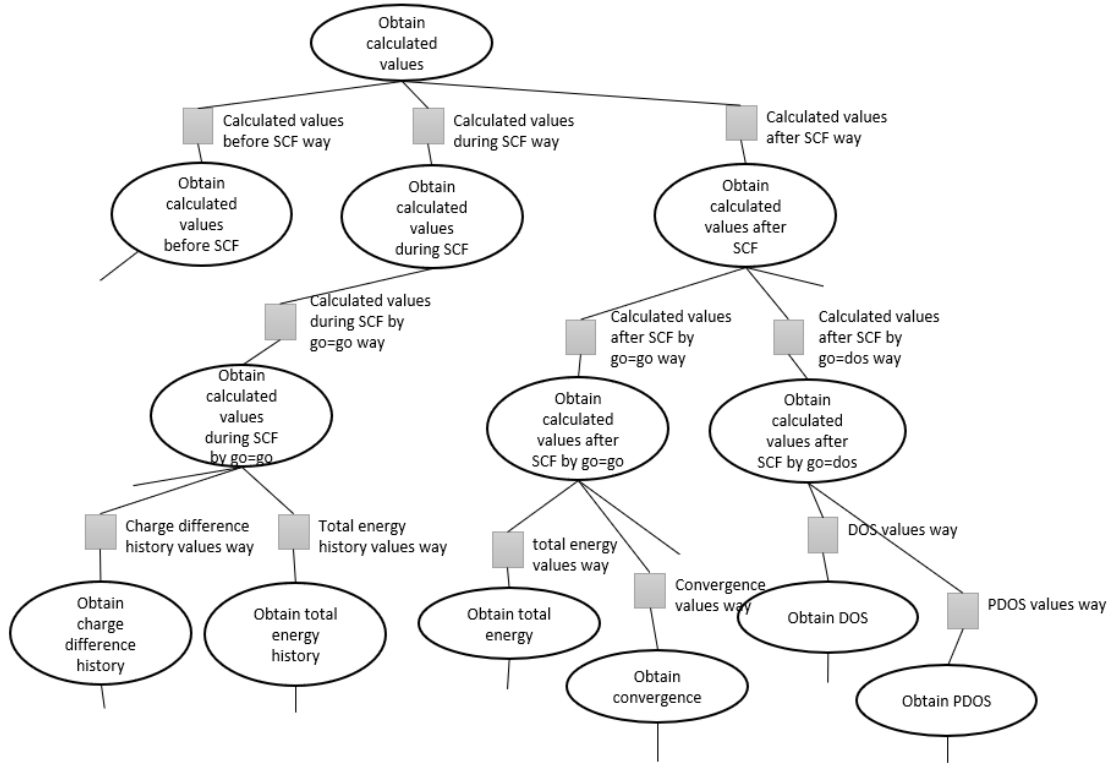 Obtain
calculated
values
Calculated values
before SCF way
Calculated values
during SCF way
Calculated values
after SCF way
Obtain
calculated
values
before SCF
Obtain
calculated
values
during SCF
Obtain
calculated
values after
SCF
Calculated values
during SCF by
go=go way
Calculated values
after SCF by
go=go way
Calculated values
after SCF by
go=dos way
Obtain
calculated
values
during SCF
by go=go
Obtain
calculated
values after
SCF by go=go
Obtain
calculated
values after
SCF by go=dos
Charge difference
history values way
Total energy
history values way
total energy
values way
Convergence
values way
DOS values way
PDOS values way
Obtain
charge
difference
history
Obtain total
energy
history
Obtain total
energy
Obtain
convergence
Obtain DOS
Obtain PDOS